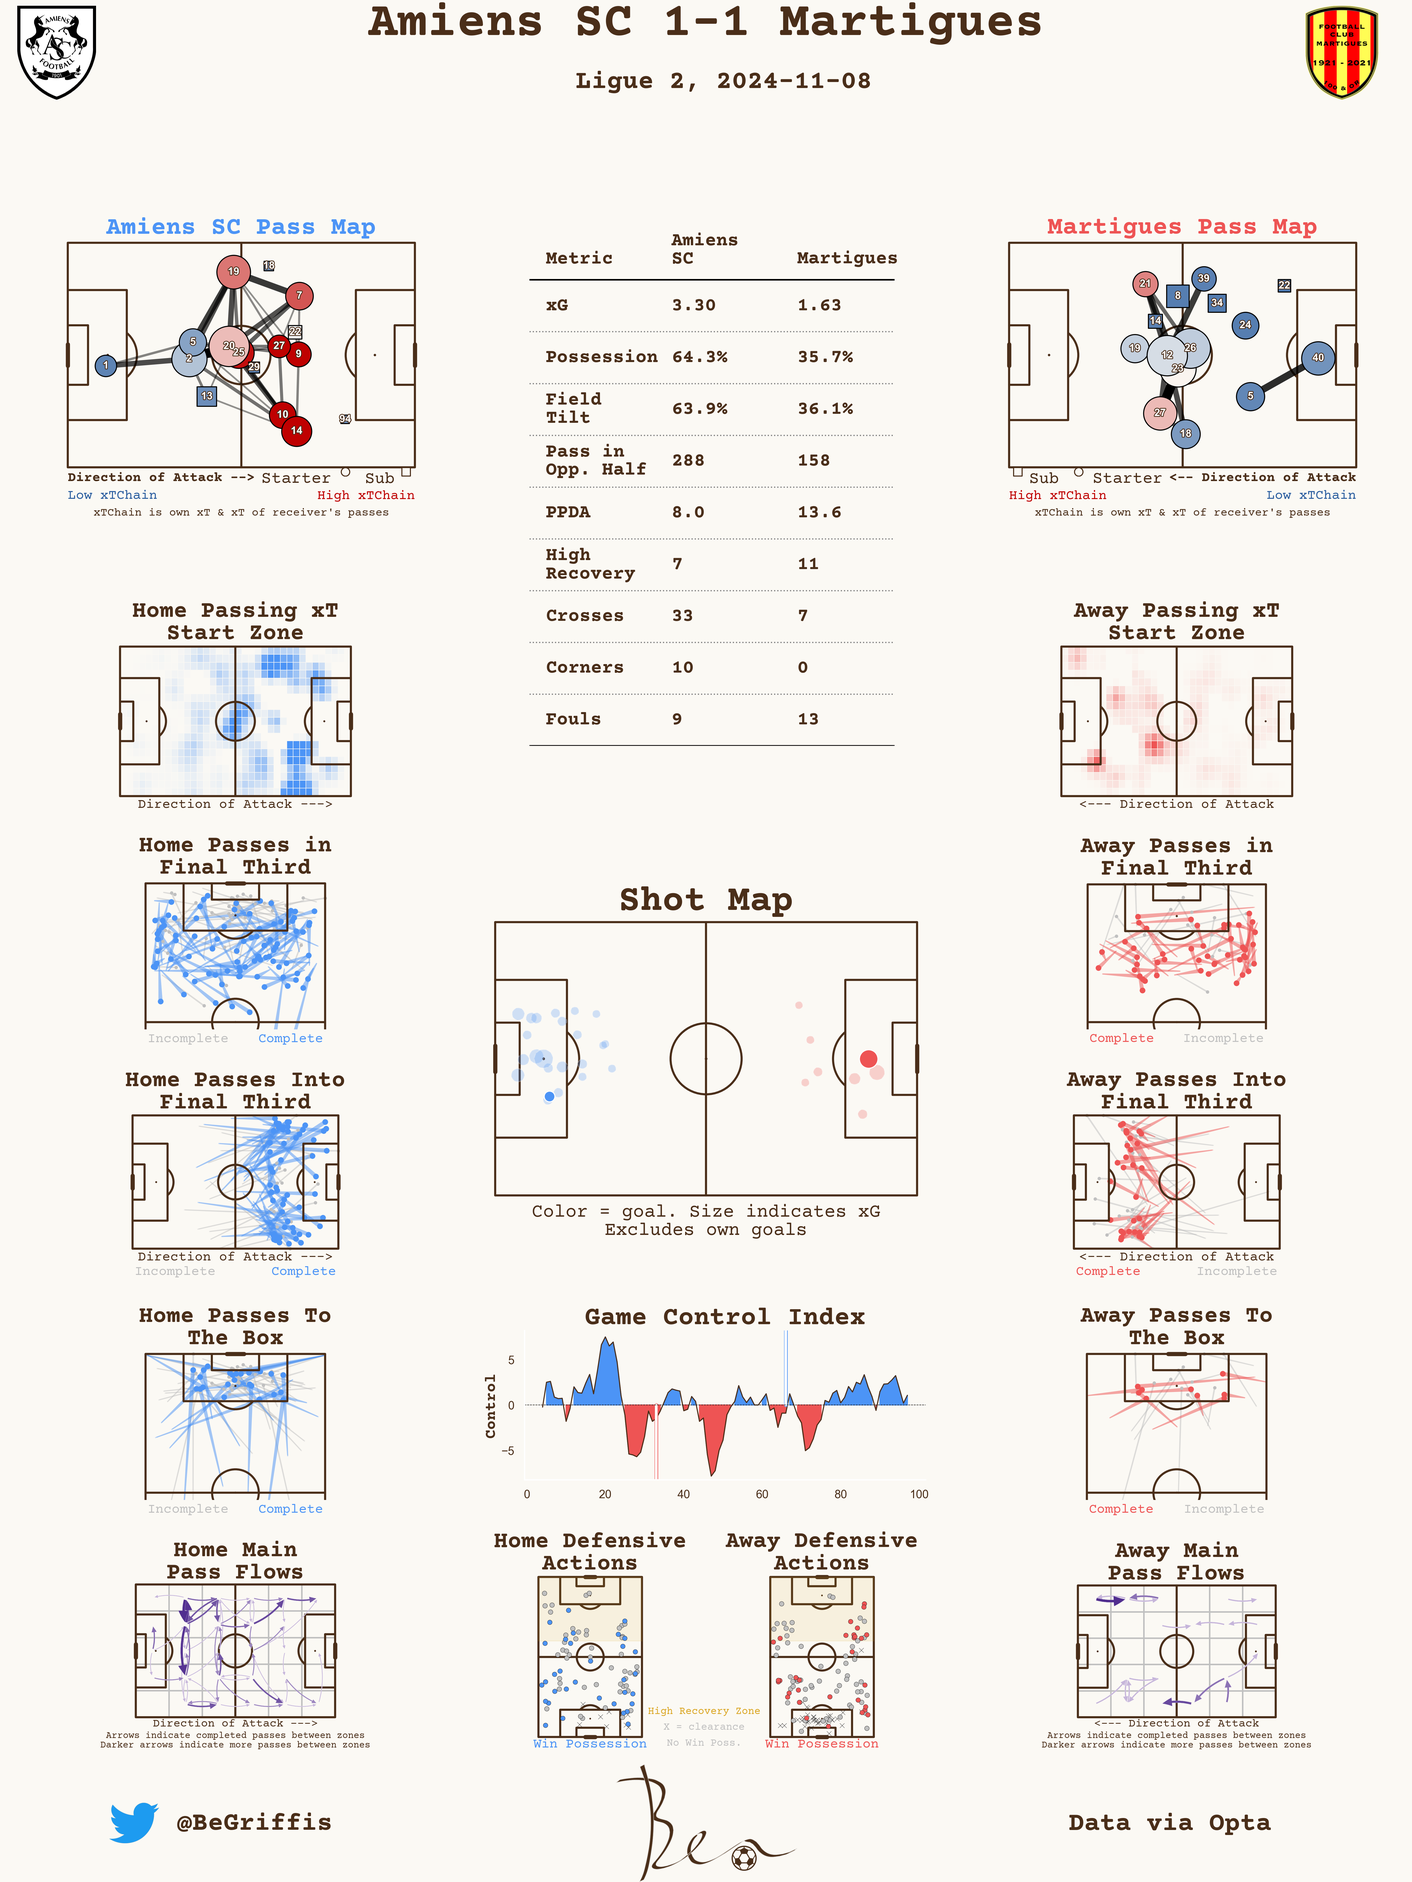 Amiens SC 1-1 Martigues
Ligue 2, 2024-11-08
AMIENS
ASC
FOOTBALL
FOOTBALL
CLUB
MARTIGUES
1921 - 2021
Amiens SC Pass Map
19
18
7
5
20
25
22
27
9
1
2
29
13
10
14
94
Direction of Attack --> Starter Sub
Low xTChain High xTChain
xTChain is own xT & xT of receiver's passes
Metric Amiens SC Martigues
xG 3.30 1.63
Possession 64.3% 35.7%
Field Tilt 63.9% 36.1%
Pass in Opp. Half 288 158
PPDA 8.0 13.6
High Recovery 7 11
Crosses 33 7
Corners 10 0
Fouls 9 13
Martigues Pass Map
21
39
22
8
34
14
24
19
26
12
40
23
5
27
18
Sub Starter <-- Direction of Attack
High xTChain Low xTChain
xTChain is own xT & xT of receiver's passes
Home Passing xT
Start Zone
Direction of Attack --->
Away Passing xT
Start Zone
<--- Direction of Attack
Home Passes in
Final Third
Incomplete Complete
Away Passes in
Final Third
Complete Incomplete
Shot Map
Color = goal. Size indicates xG
Excludes own goals
Home Passes Into
Final Third
Direction of Attack --->
Incomplete Complete
Away Passes Into
Final Third
<--- Direction of Attack
Complete Incomplete
Home Passes To
The Box
Incomplete Complete
Game Control Index
Control
5
0
−5
0 20 40 60 80 100
Away Passes To
The Box
Complete Incomplete
Home Main
Pass Flows
Direction of Attack --->
Arrows indicate completed passes between zones
Darker arrows indicate more passes between zones
Home Defensive
Actions
Win Possession
Away Defensive
Actions
Win Possession
High Recovery Zone
X = clearance
No Win Poss.
Away Main
Pass Flows
<--- Direction of Attack
Arrows indicate completed passes between zones
Darker arrows indicate more passes between zones
@BeGriffis
Ben
Data via Opta